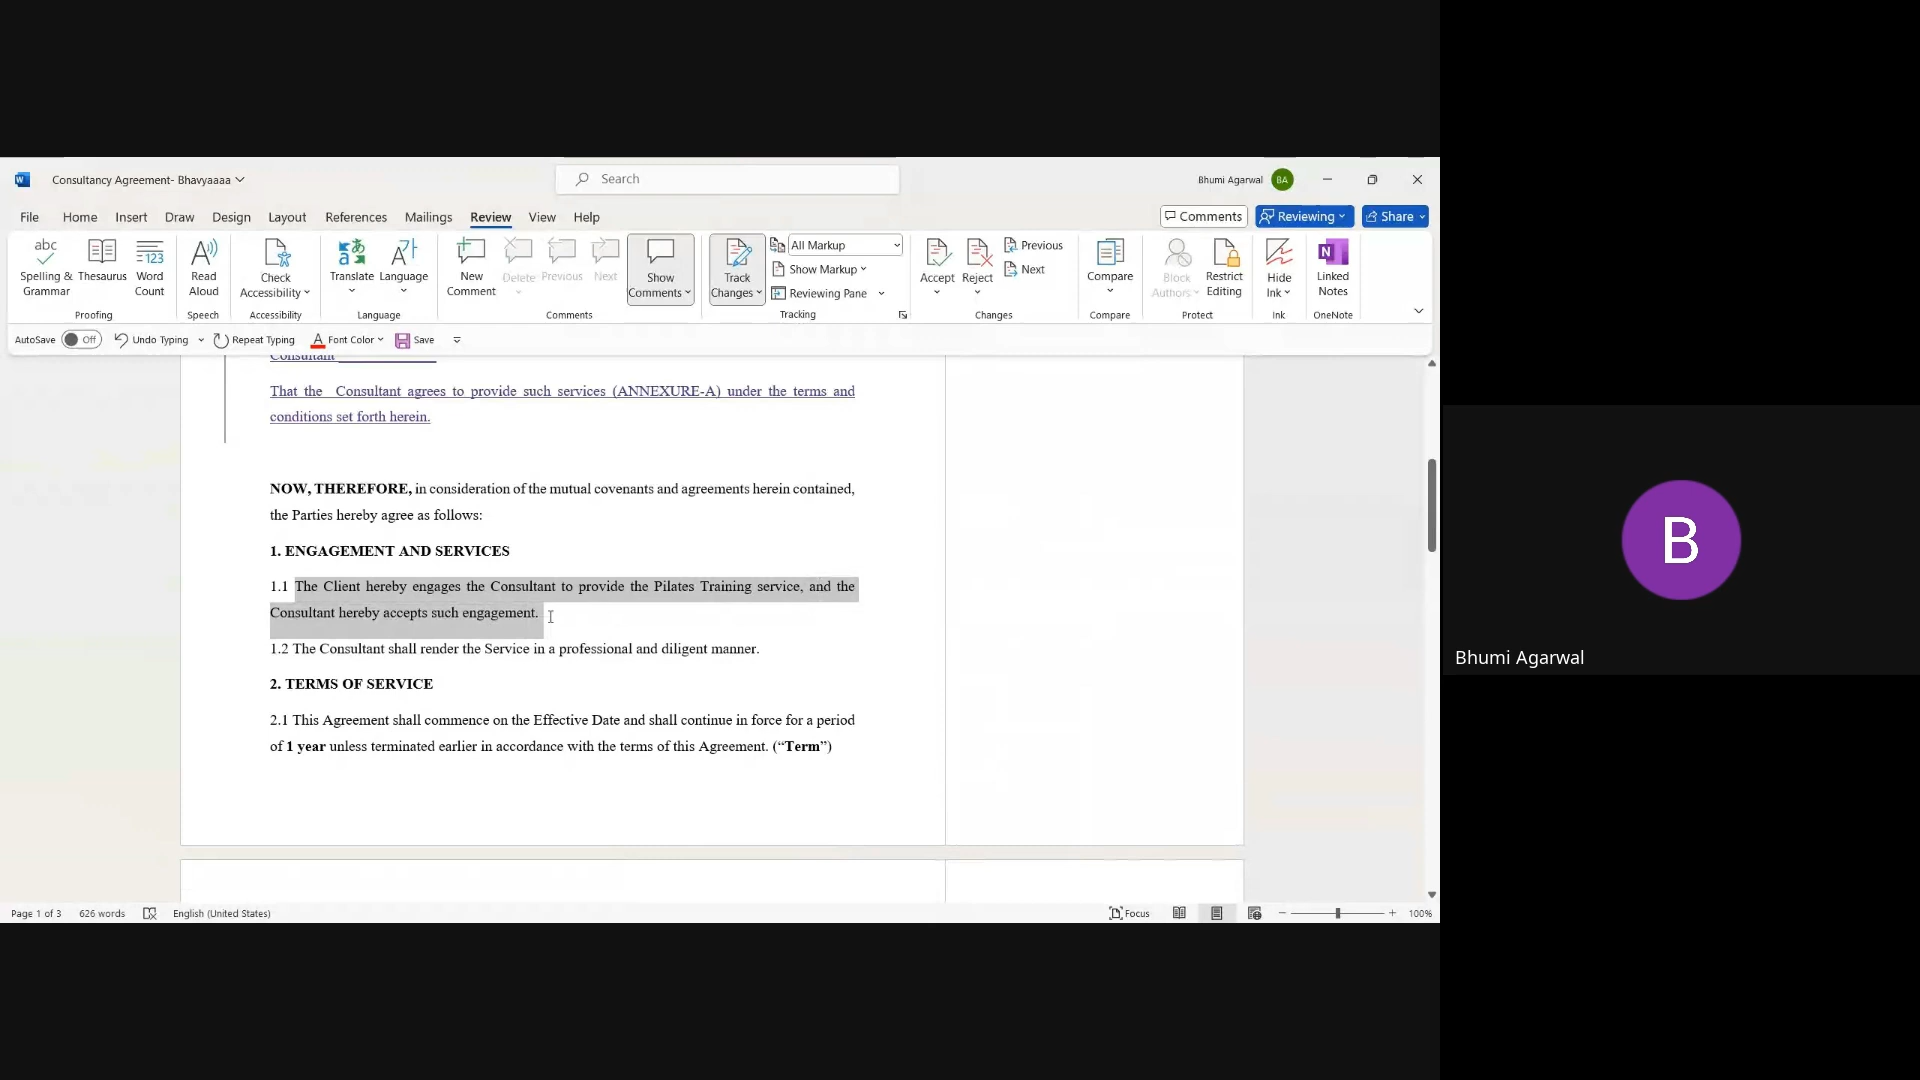 Consultancy Agreement- Bhavyaaaa
Search
Bhumi Agarwal
BA
File Home Insert Draw Design Layout References Mailings Review View Help
Comments Reviewing Share
abc
Spelling & Grammar
Thesaurus
123
Word Count
Read Aloud
Check Accessibility
Translate
Language
New Comment
Delete
Previous
Next
Show Comments
Track Changes
All Markup
Show Markup
Reviewing Pane
Accept
Reject
Previous
Next
Compare
Block Authors
Restrict Editing
Hide Ink
Linked Notes
Proofing Speech Accessibility Language Comments Tracking Changes Compare Protect Ink OneNote
AutoSave Off Undo Typing Repeat Typing Font Color Save
Consultant
That the Consultant agrees to provide such services (ANNEXURE-A) under the terms and
conditions set forth herein.
NOW, THEREFORE, in consideration of the mutual covenants and agreements herein contained,
the Parties hereby agree as follows:
1. ENGAGEMENT AND SERVICES
1.1 The Client hereby engages the Consultant to provide the Pilates Training service, and the
Consultant hereby accepts such engagement.
1.2 The Consultant shall render the Service in a professional and diligent manner.
2. TERMS OF SERVICE
2.1 This Agreement shall commence on the Effective Date and shall continue in force for a period
of 1 year unless terminated earlier in accordance with the terms of this Agreement. (“Term”)
Page 1 of 3 626 words English (United States) Focus 100%
B
Bhumi Agarwal